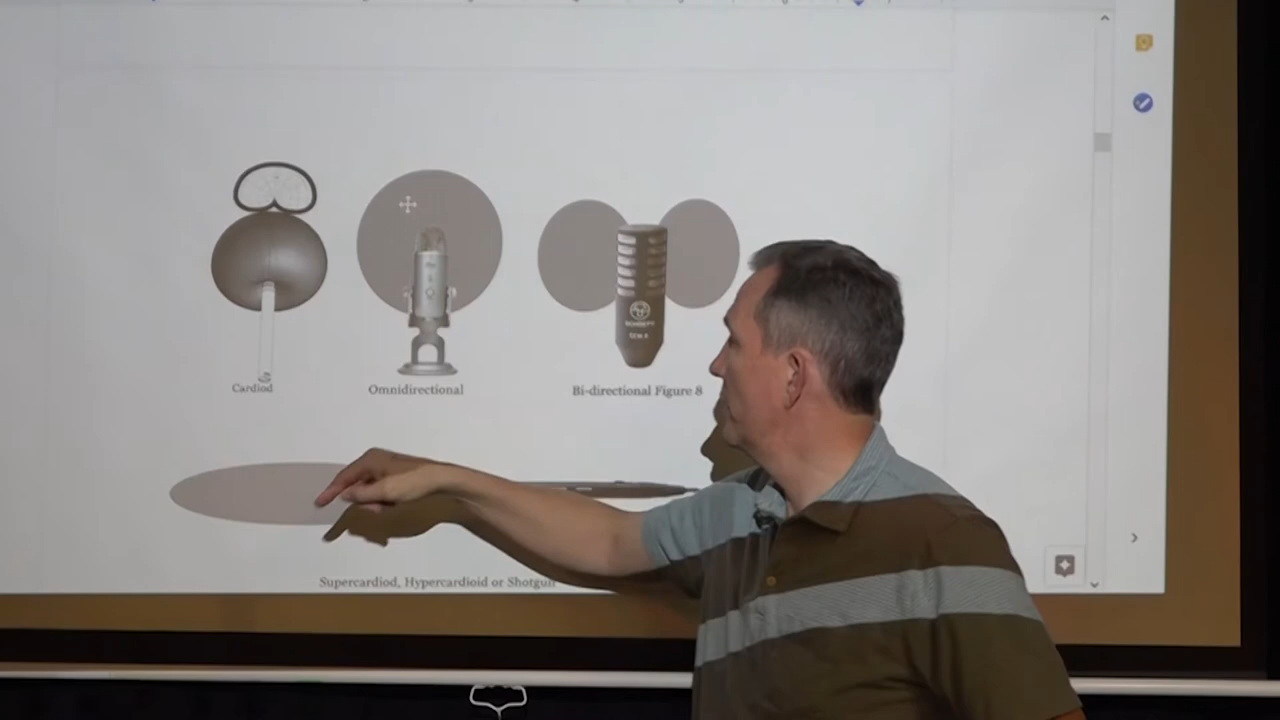 Cardiod
Omnidirectional
Bi-directional Figure 8
Supercardiod, Hypercardioid or Shotgun